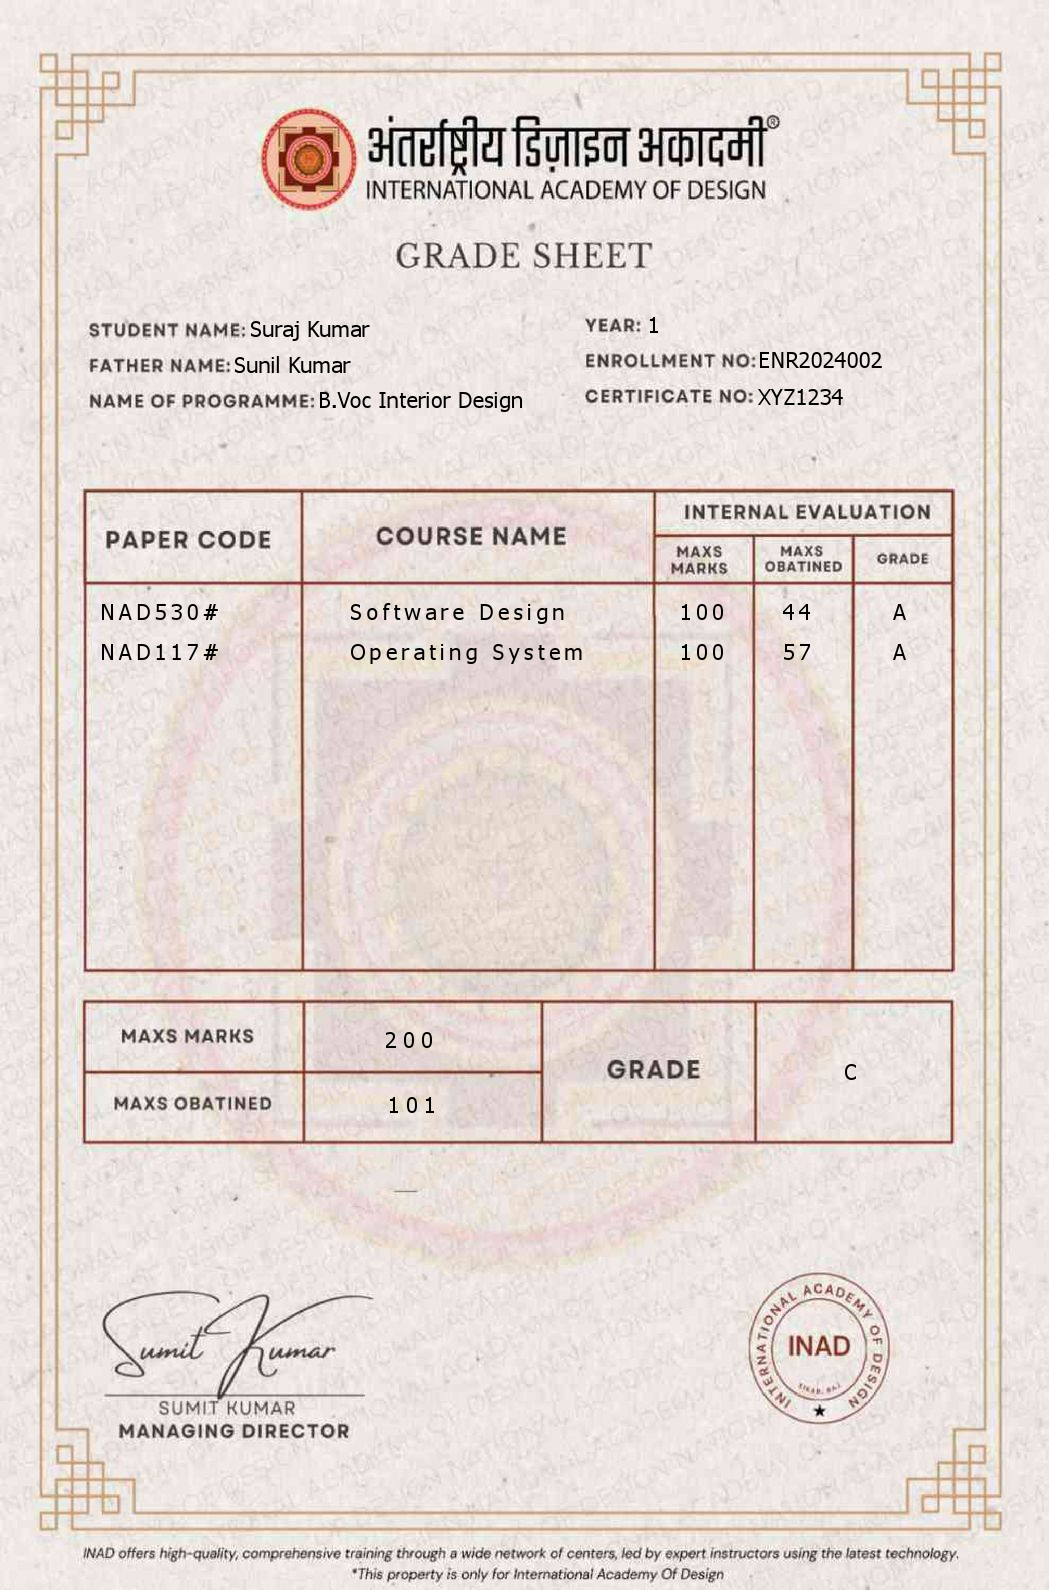 अंतर्राष्ट्रीय डिज़ाइन अकादमी®
INTERNATIONAL ACADEMY OF DESIGN
GRADE SHEET
STUDENT NAME: Suraj Kumar
YEAR: 1
FATHER NAME: Sunil Kumar
ENROLLMENT NO: ENR2024002
NAME OF PROGRAMME: B.Voc Interior Design
CERTIFICATE NO: XYZ1234
PAPER CODE COURSE NAME INTERNAL EVALUATION
MAXS MARKS MAXS OBATINED GRADE
NAD530# Software Design 100 44 A
NAD117# Operating System 100 57 A
MAXS MARKS 200
GRADE C
MAXS OBATINED 101
Sumit Kumar
SUMIT KUMAR
MANAGING DIRECTOR
INTERNATIONAL ACADEMY OF DESIGN
INAD
SIKAR, RAJ.
INAD offers high-quality, comprehensive training through a wide network of centers, led by expert instructors using the latest technology.
*This property is only for International Academy Of Design